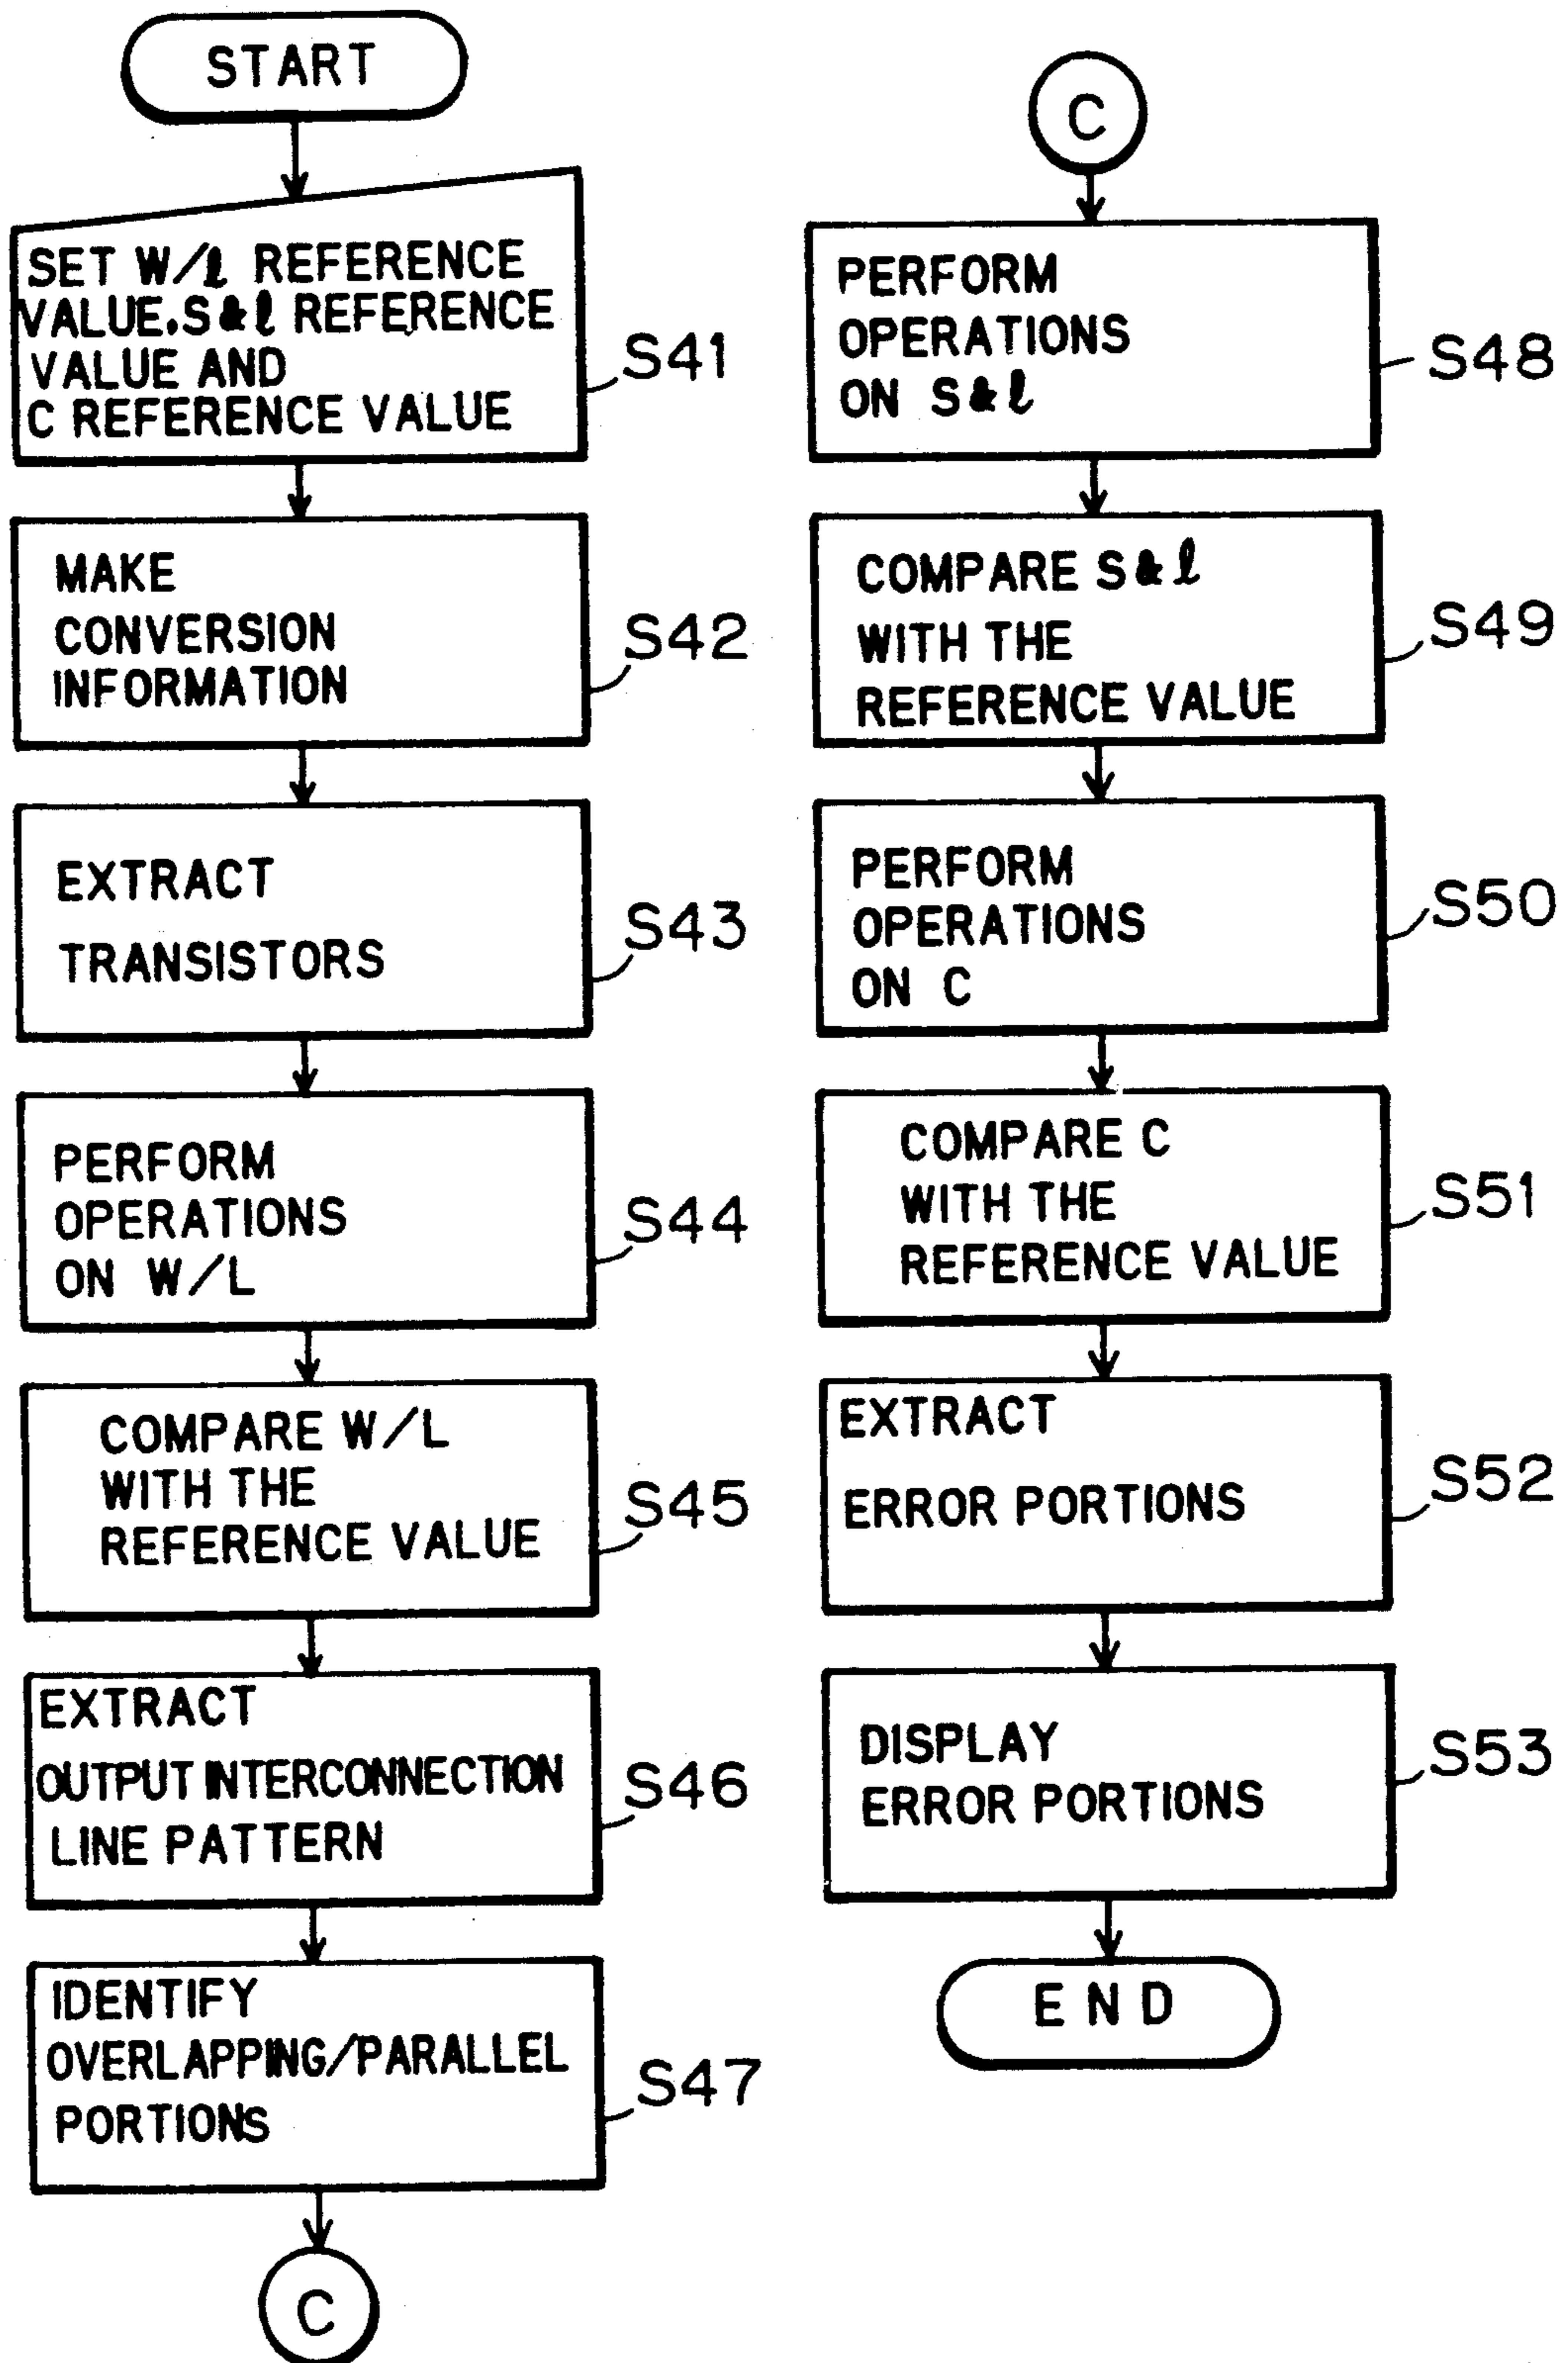 START
SET W/ℓ REFERENCE
VALUE.S&ℓ REFERENCE
VALUE AND
C REFERENCE VALUE
S41
MAKE
CONVERSION
INFORMATION
S42
EXTRACT
TRANSISTORS
S43
PERFORM
OPERATIONS
ON W/L
S44
COMPARE W/L
WITH THE
REFERENCE VALUE
S45
EXTRACT
OUTPUT INTERCONNECTION
LINE PATTERN
S46
IDENTIFY
OVERLAPPING/PARALLEL
PORTIONS
S47
C
C
PERFORM
OPERATIONS
ON S&ℓ
S48
COMPARE S&ℓ
WITH THE
REFERENCE VALUE
S49
PERFORM
OPERATIONS
ON C
S50
COMPARE C
WITH THE
REFERENCE VALUE
S51
EXTRACT
ERROR PORTIONS
S52
DISPLAY
ERROR PORTIONS
S53
END